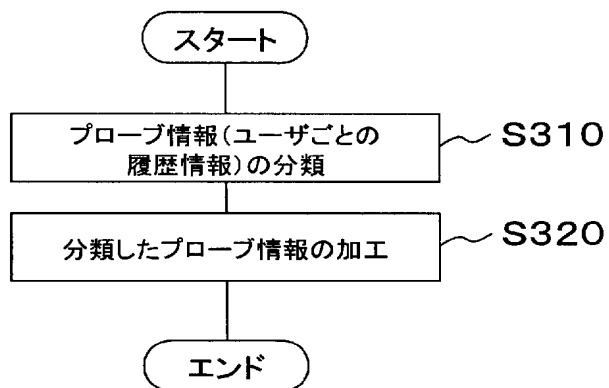 スタート
プローブ情報(ユーザごとの
履歴情報)の分類
S310
分類したプローブ情報の加工
S320
エンド